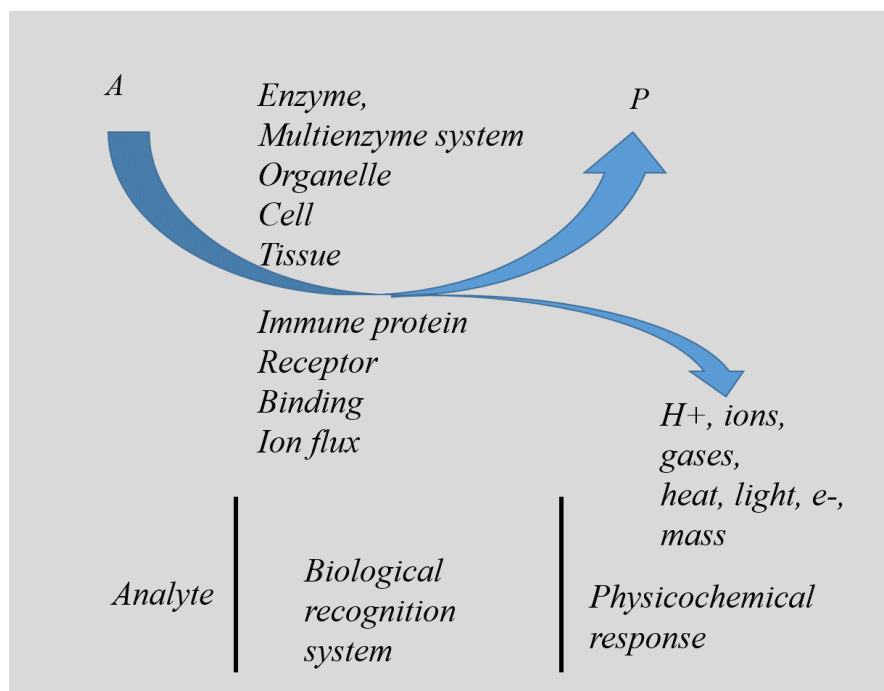 A
Enzyme,
Multienzyme system
Organelle
Cell
Tissue
P
Immune protein
Receptor
Binding
Ion flux
H+, ions,
gases,
heat, light, e-,
mass
Analyte
Biological
recognition
system
Physicochemical
response